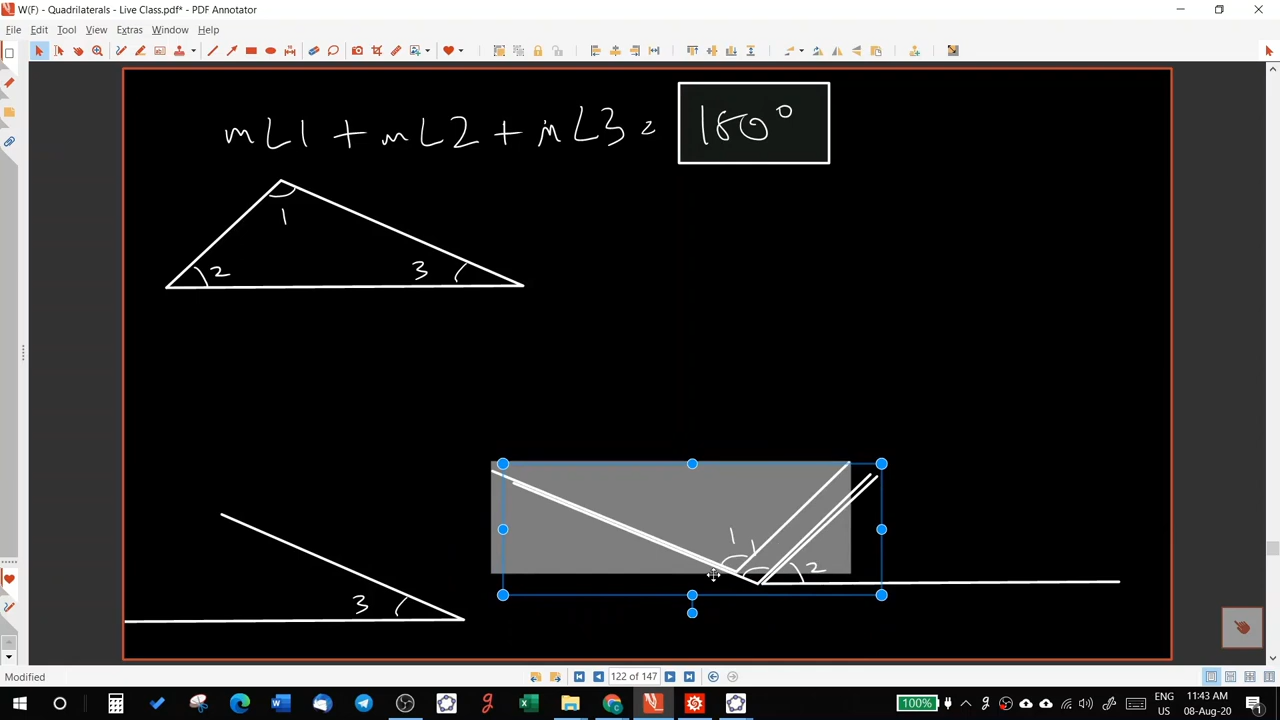 W(F) - Quadrilaterals - Live Class.pdf* - PDF Annotator
File Edit Tool View Extras Window Help
m∠1 + m∠2 + m∠3 = 180°
1
2 3
1 1
2
3
Modified
122 of 147
100%
ENG
US
11:43 AM
08-Aug-20